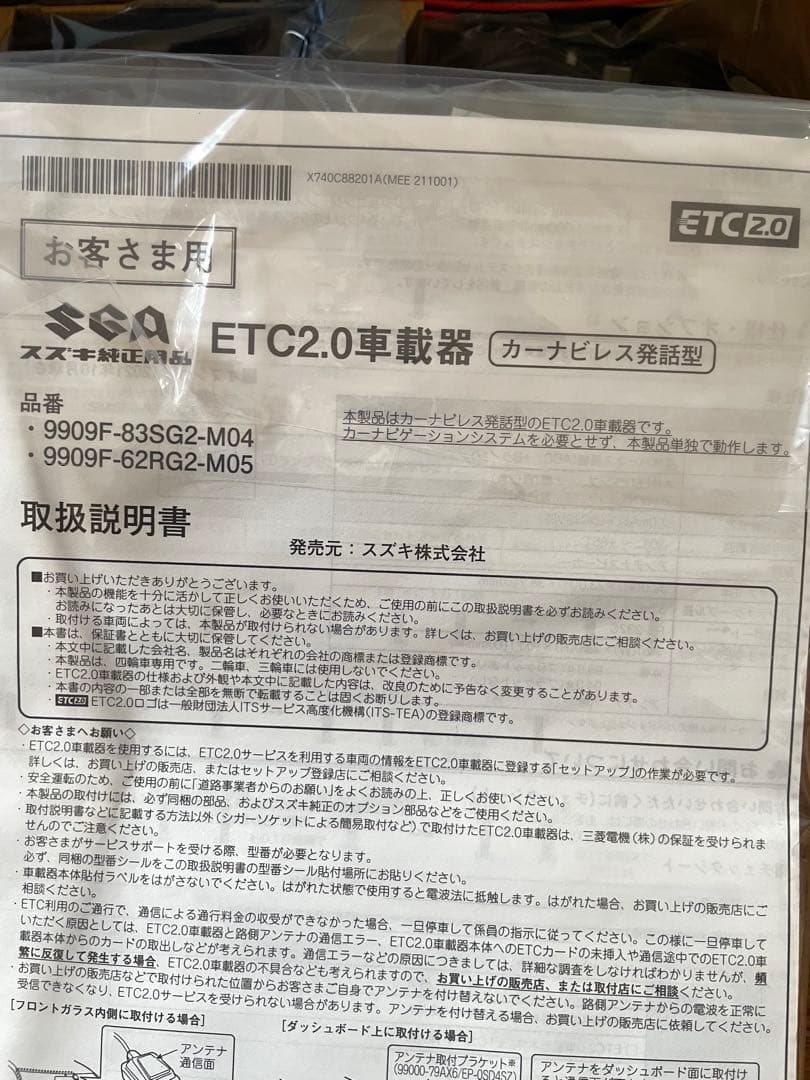 X740C88201A(MEE 211001)
ETC2.0
お客さま用
SGA
スズキ純正用品
ETC2.0車載器 カーナビレス発話型
品番
・9909F-83SG2-M04
・9909F-62RG2-M05
本製品はカーナビレス発話型のETC2.0車載器です。
カーナビゲーションシステムを必要とせず、本製品単独で動作します。
取扱説明書
発売元：スズキ株式会社
■お買い上げいただきありがとうございます。
・本製品の機能を十分に活かして正しくお使いいただくため、ご使用の前にこの取扱説明書を必ずお読みください。
お読みになったあとは大切に保管し、必要なときにお読みください。
・取付ける車両によっては、本製品が取付けられない場合があります。詳しくは、お買い上げの販売店にご相談ください。
■本書は、保証書とともに大切に保管してください。
・本文中に記載した会社名、製品名はそれぞれの会社の商標または登録商標です。
・本製品は、四輪車専用です。二輪車、三輪車には使用しないでください。
・ETC2.0車載器の仕様および外観や本文中に記載した内容は、改良のために予告なく変更することがあります。
・本書の内容の一部または全部を無断で転載することは固くお断りします。
・ETC2.0 ETC2.0ロゴは一般財団法人ITSサービス高度化機構(ITS-TEA)の登録商標です。
◇お客さまへお願い◇
・ETC2.0車載器を使用するには、ETC2.0サービスを利用する車両の情報をETC2.0車載器に登録する「セットアップ」の作業が必要です。
詳しくは、お買い上げの販売店、またはセットアップ登録店にご相談ください。
・安全運転のため、ご使用の前に「道路事業者からのお願い」をよくお読みの上、正しくお使いください。
・本製品の取付けには、必ず同梱の部品、およびスズキ純正のオプション部品などをご使用ください。
・取付説明書などに記載する方法以外(シガーソケットによる簡易取付など)で取付けたETC2.0車載器は、三菱電機(株)の保証を受けられま
せんのでご注意ください。
・お客さまがサービスサポートを受ける際、型番が必要となります。
必ず、同梱の型番シールをこの取扱説明書の型番シール貼付場所にお貼りください。
・車載器本体貼付ラベルをはがさないでください。はがれた状態で使用すると電波法に抵触します。はがれた場合、お買い上げの販売店にご
相談ください。
・ETC利用のご通行で、通信による通行料金の収受ができなかった場合、一旦停車して係員の指示に従ってください。この様に一旦停車して
いただく原因としては、ETC2.0車載器と路側アンテナの通信エラー、ETC2.0車載器本体へのETCカードの未挿入や通信途中でのETC2.0車
載器本体からのカードの取出しなどが考えられます。通信エラーなどの原因につきましては、詳細な調査をしなければわかりませんが、頻
繁に反復して発生する場合、ETC2.0車載器の不具合なども考えられますので、お買い上げの販売店、または取付店にご相談ください。
・お買い上げの販売店などで取付けられた位置からお客さまご自身でアンテナを付け替えないでください。路側アンテナからの電波を正常に
受信できなくなり、ETC2.0サービスを受けられない場合があります。アンテナを付け替える場合、お買い上げの販売店に依頼してください。
[フロントガラス内側に取付ける場合]
[ダッシュボード上に取付ける場合]
アンテナ
通信面
アンテナ取付ブラケット※
(99000-79AX6/EP-0SD4SZ)
アンテナをダッシュボード面に取付け